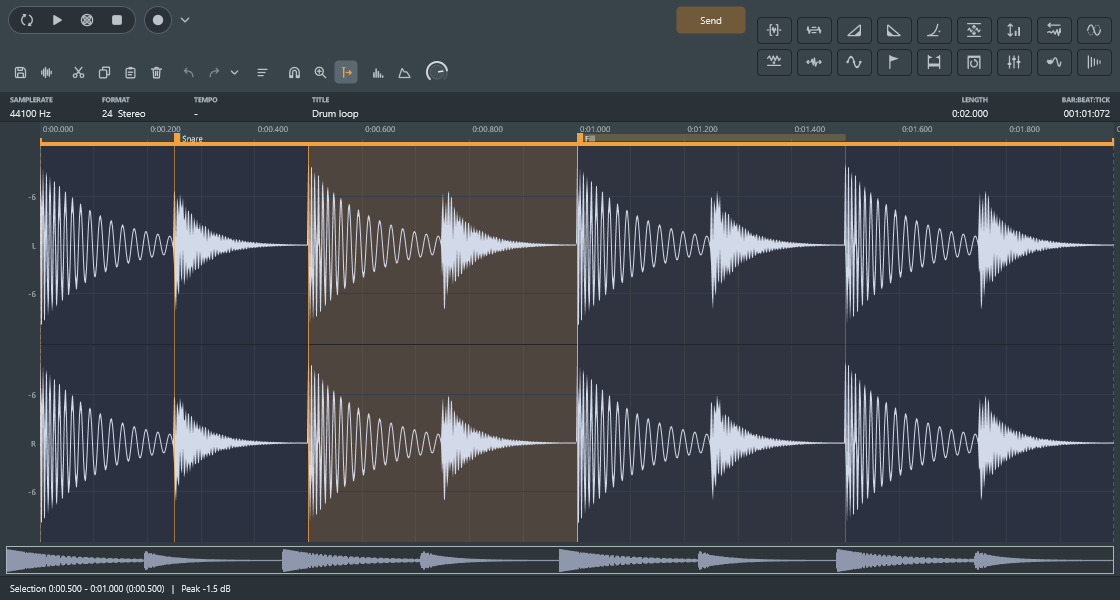 Send
SAMPLERATE FORMAT TEMPO TITLE LENGTH BAR:BEAT:TICK
44100 Hz 24 Stereo - Drum loop 0:02.000 001:01:072
0:00.000 0:00.200 0:00.400 0:00.600 0:00.800 0:01.000 0:01.200 0:01.400 0:01.600 0:01.800
Snare Fill
-6
L
-6
-6
R
-6
Selection 0:00.500 - 0:01.000 (0:00.500) | Peak -1.5 dB